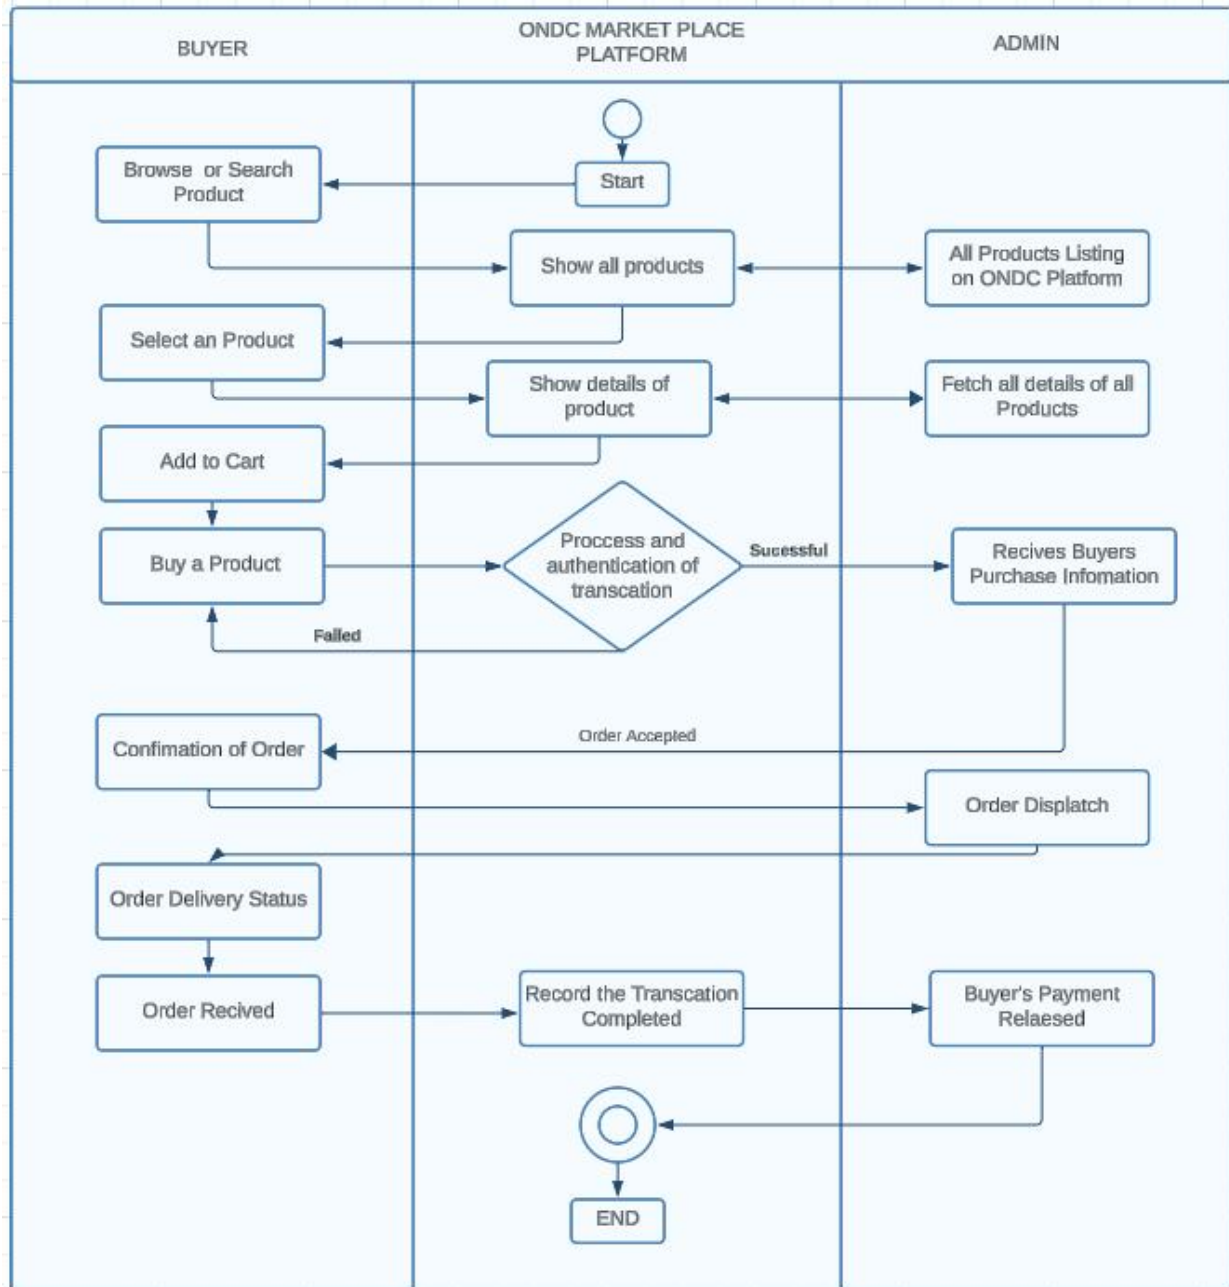 BUYER
ONDC MARKET PLACE
PLATFORM
ADMIN
Start
Browse or Search
Product
Show all products
All Products Listing
on ONDC Platform
Select an Product
Show details of
product
Fetch all details of all
Products
Add to Cart
Buy a Product
Proccess and
authentication of
transcation
Sucessful
Recives Buyers
Purchase Infomation
Failled
Order Accepted
Confimation of Order
Order Displatch
Order Delivery Status
Order Recived
Record the Transcation
Completed
Buyer's Payment
Relaesed
END